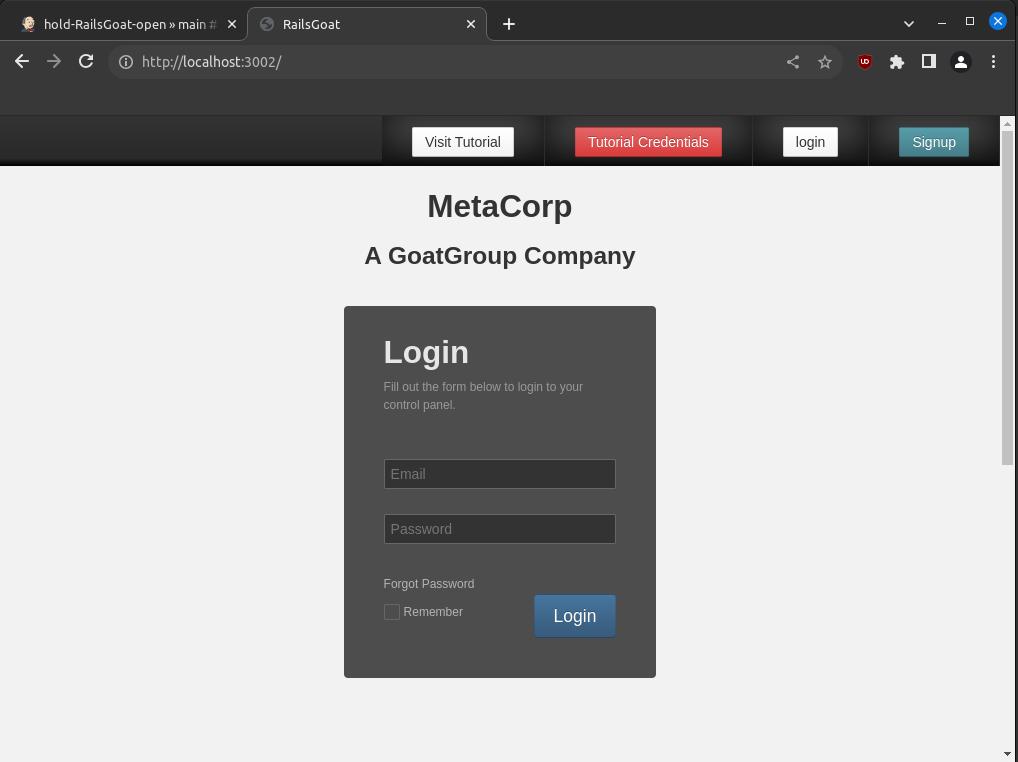 hold-RailsGoat-open » main #
RailsGoat
http://localhost:3002/
Visit Tutorial
Tutorial Credentials
login
Signup
MetaCorp
A GoatGroup Company
Login
Fill out the form below to login to your
control panel.
Email
Password
Forgot Password
Remember
Login